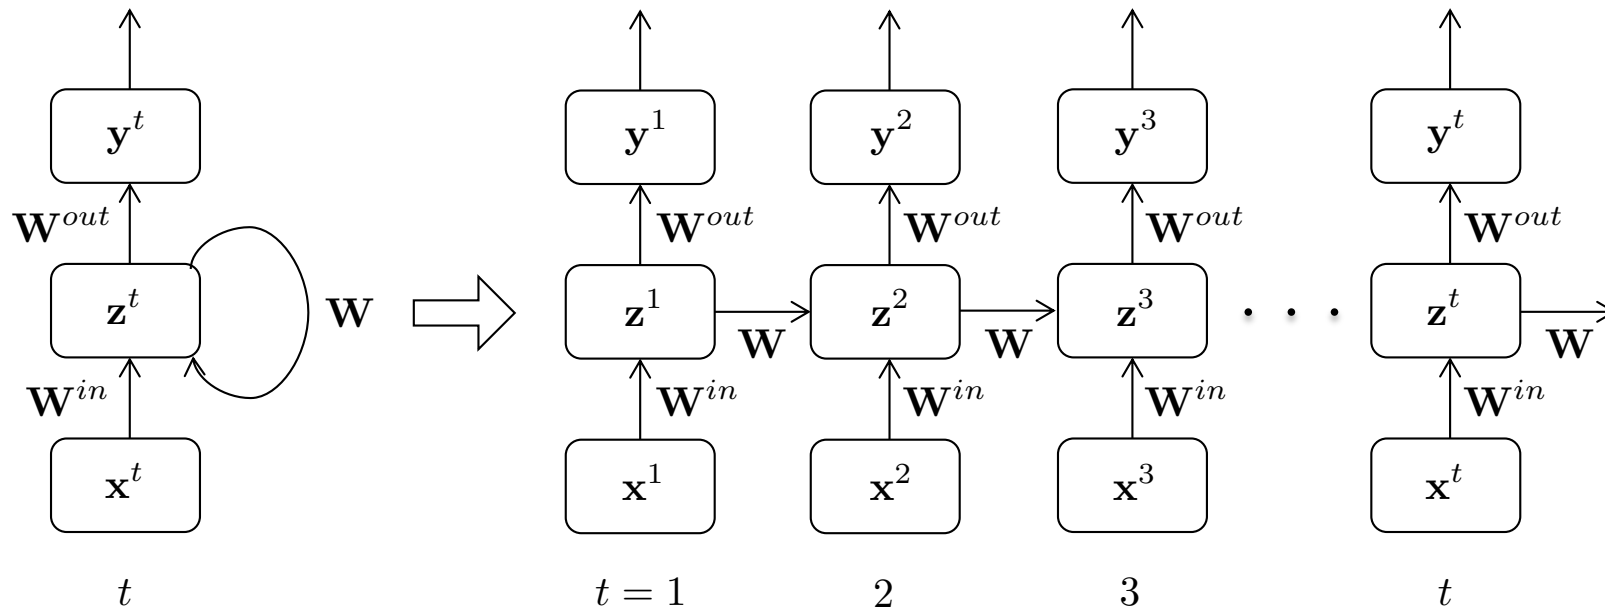 𝐲^t 𝐲^1 𝐲^2 𝐲^3 𝐲^t
𝐖^out 𝐖^out 𝐖^out 𝐖^out 𝐖^out
𝐳^t 𝐖 𝐳^1 𝐳^2 𝐳^3 · · · 𝐳^t
𝐖 𝐖 𝐖
𝐖^in 𝐖^in 𝐖^in 𝐖^in 𝐖^in
𝐱^t 𝐱^1 𝐱^2 𝐱^3 𝐱^t
t t = 1 2 3 t